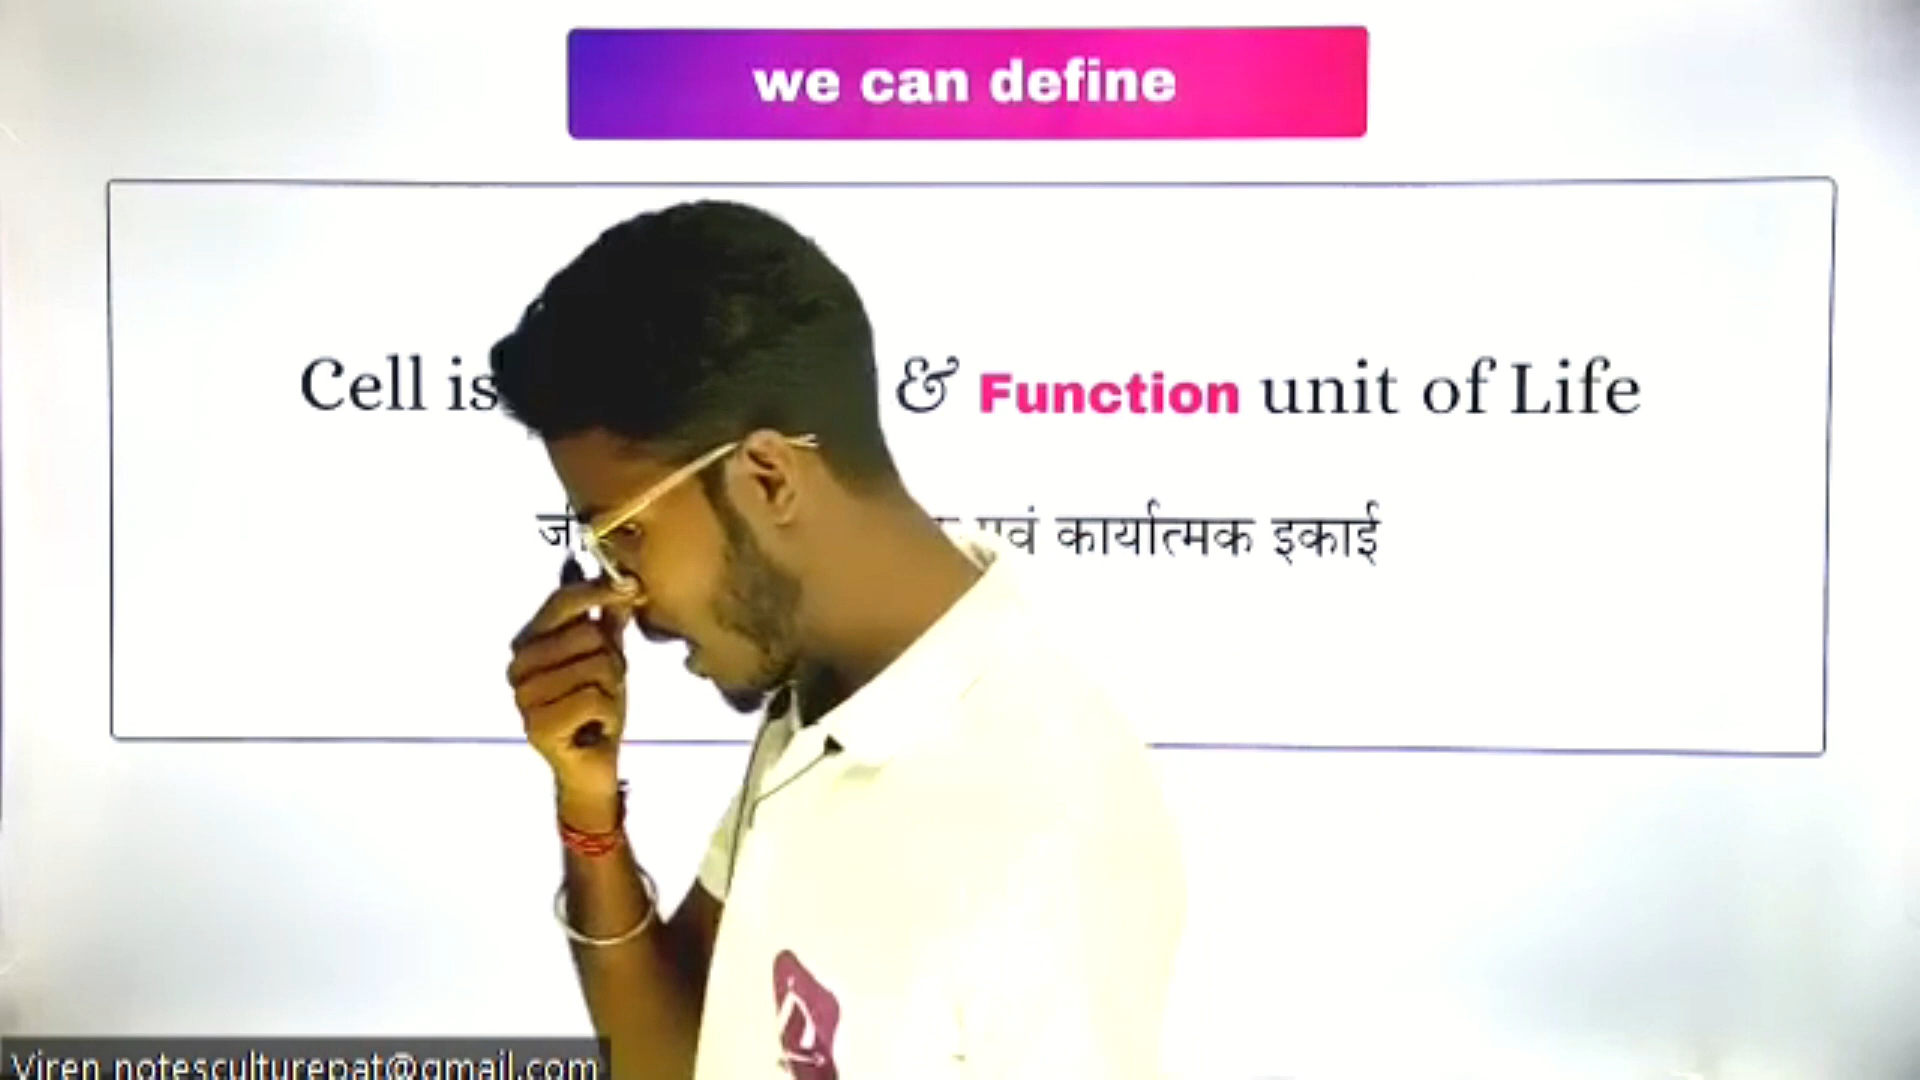 we can define
Cell is & Function unit of Life
एवं कार्यात्मक इकाई
Viren notesculturepat@gmail.com